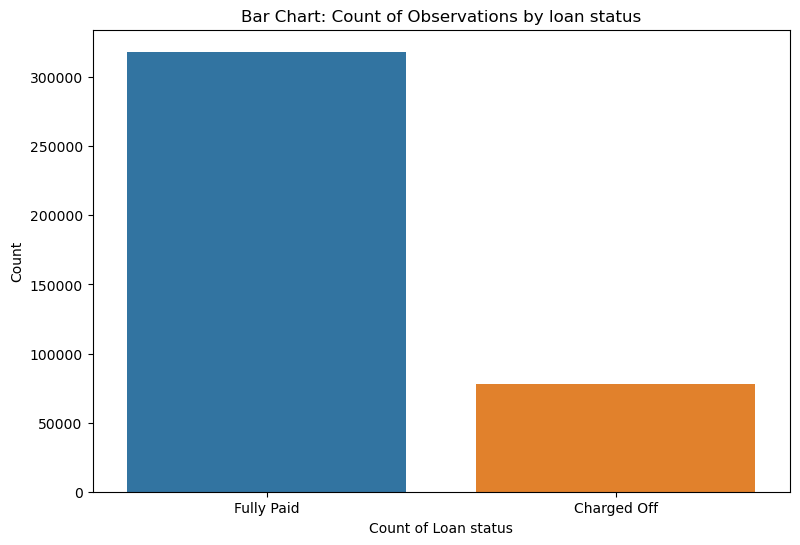 Bar Chart: Count of Observations by loan status
300000
250000
200000
150000
100000
50000
0
Count
Fully Paid
Charged Off
Count of Loan status